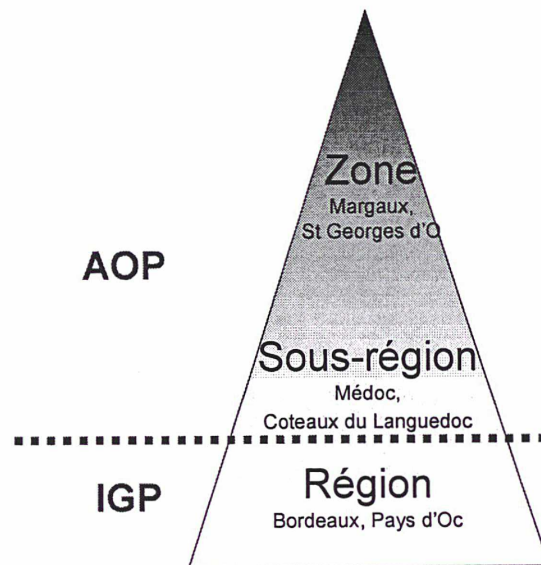 Zone
Margaux,
St Georges d'O
AOP
Sous-région
Médoc,
Coteaux du Languedoc
IGP
Région
Bordeaux, Pays d'Oc